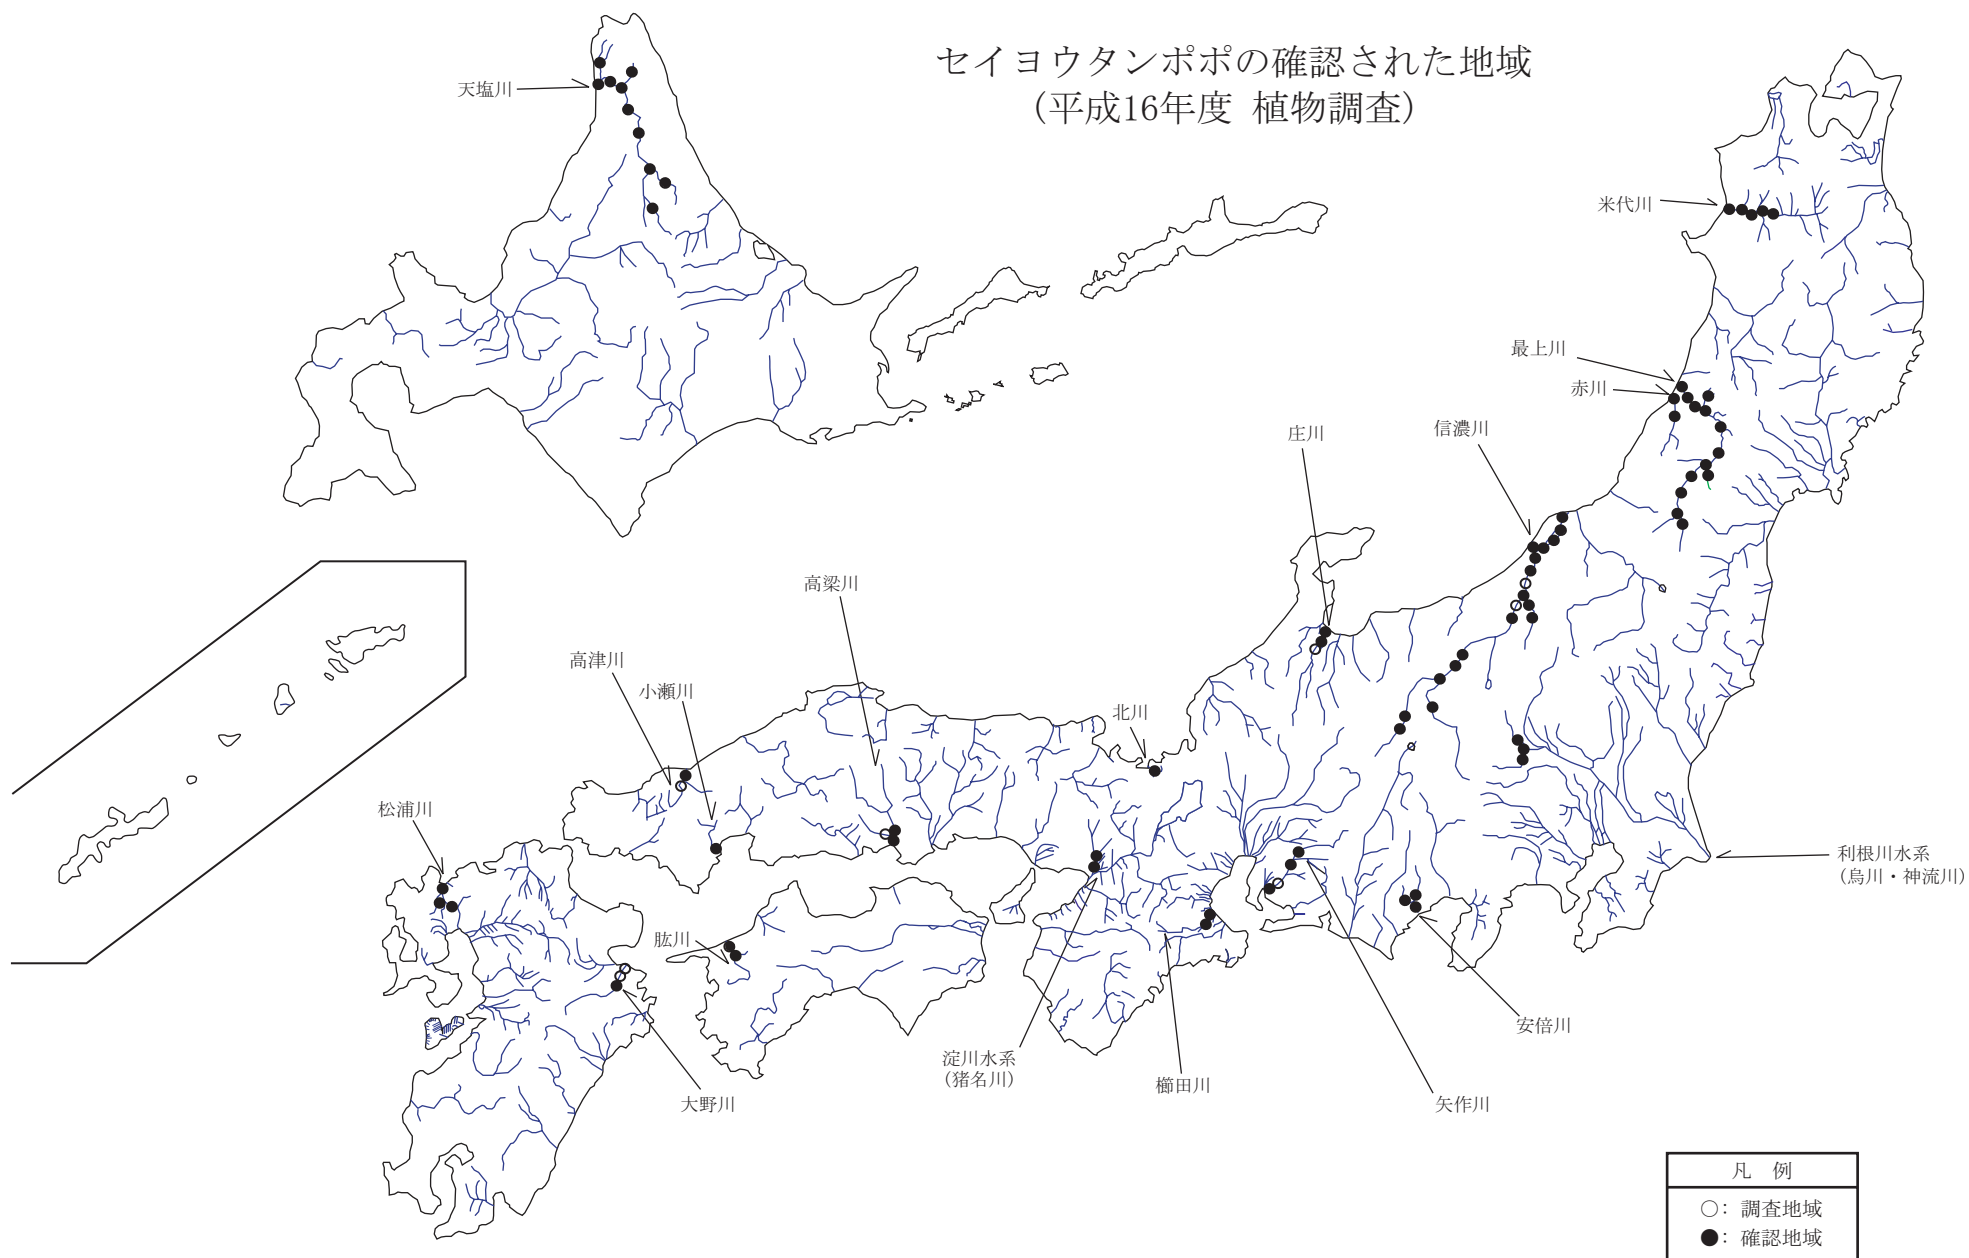 セイヨウタンポポの確認された地域
(平成16年度 植物調査)
天塩川
米代川
最上川
赤川
信濃川
庄川
高梁川
高津川
小瀬川
北川
松浦川
利根川水系
(烏川・神流川)
肱川
安倍川
淀川水系
(猪名川)
櫛田川
矢作川
大野川
凡 例
○: 調査地域
●: 確認地域